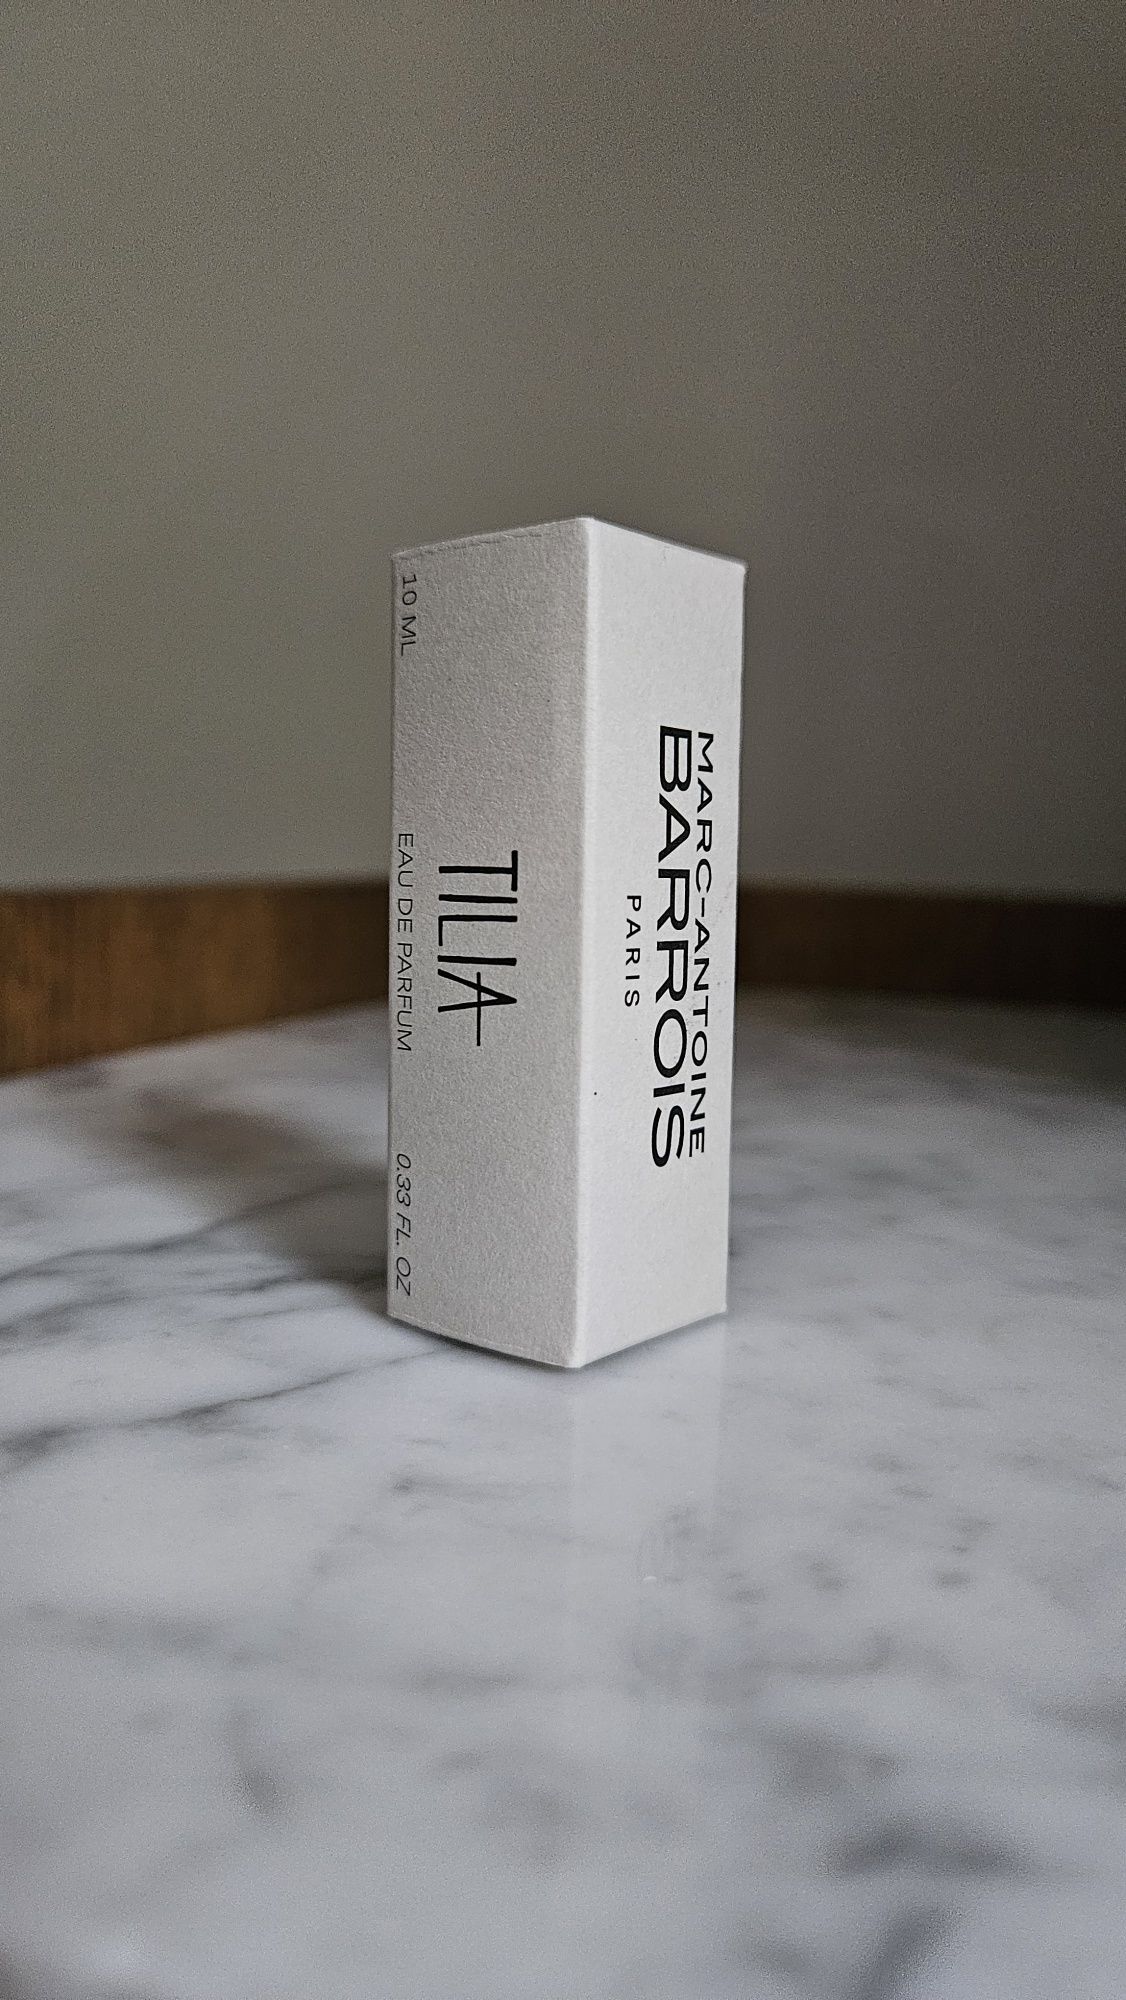 TILIA
10 ML
EAU DE PARFUM
0.33 FL. OZ
MARC-ANTOINE
BARROIS
PARIS